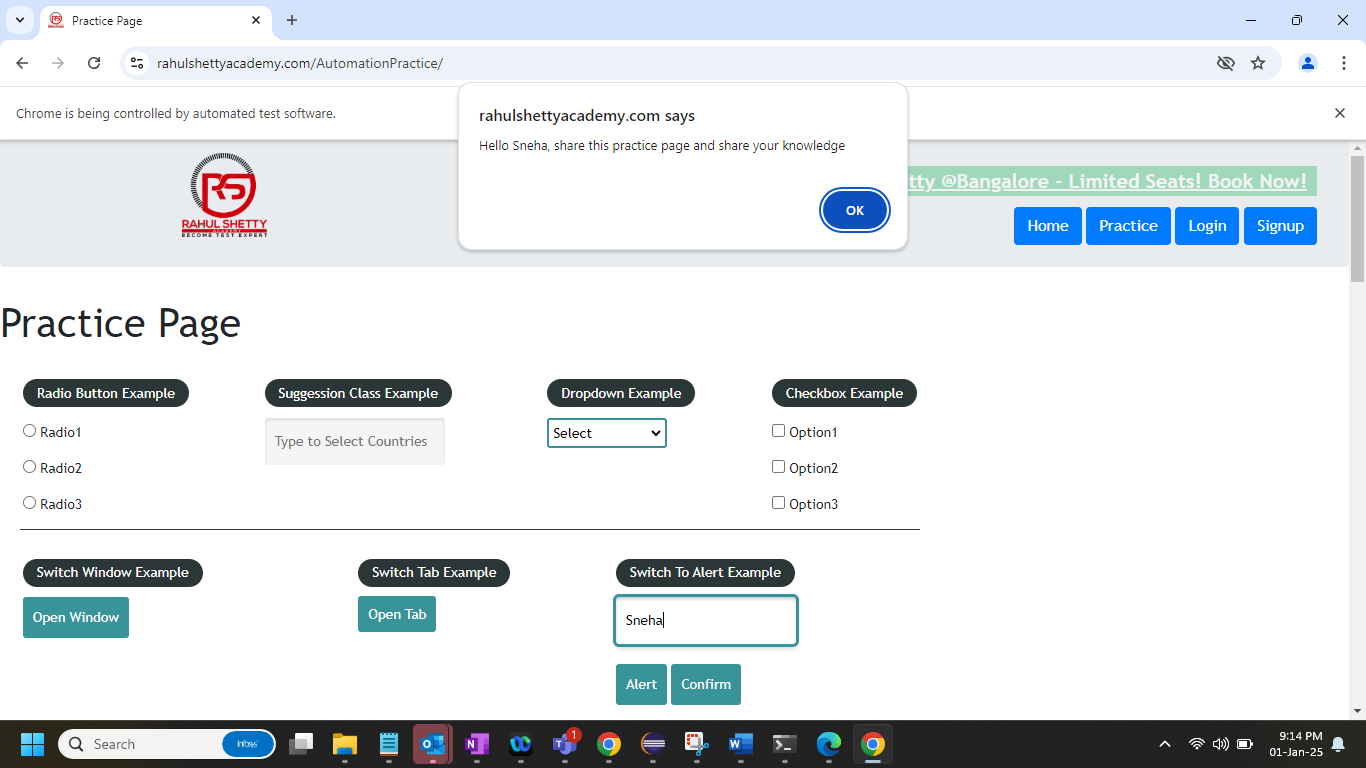 Practice Page
rahulshettyacademy.com/AutomationPractice/
Chrome is being controlled by automated test software.
rahulshettyacademy.com says
Hello Sneha, share this practice page and share your knowledge
OK
RS
RAHUL SHETTY
ACADEMY
BECOME TEST EXPERT
tty @Bangalore - Limited Seats! Book Now!
Home Practice Login Signup
Practice Page
Radio Button Example
Radio1
Radio2
Radio3
Suggession Class Example
Type to Select Countries
Dropdown Example
Select
Checkbox Example
Option1
Option2
Option3
Switch Window Example
Open Window
Switch Tab Example
Open Tab
Switch To Alert Example
Sneha
Alert Confirm
Search
Infosys
1
9:14 PM
01-Jan-25